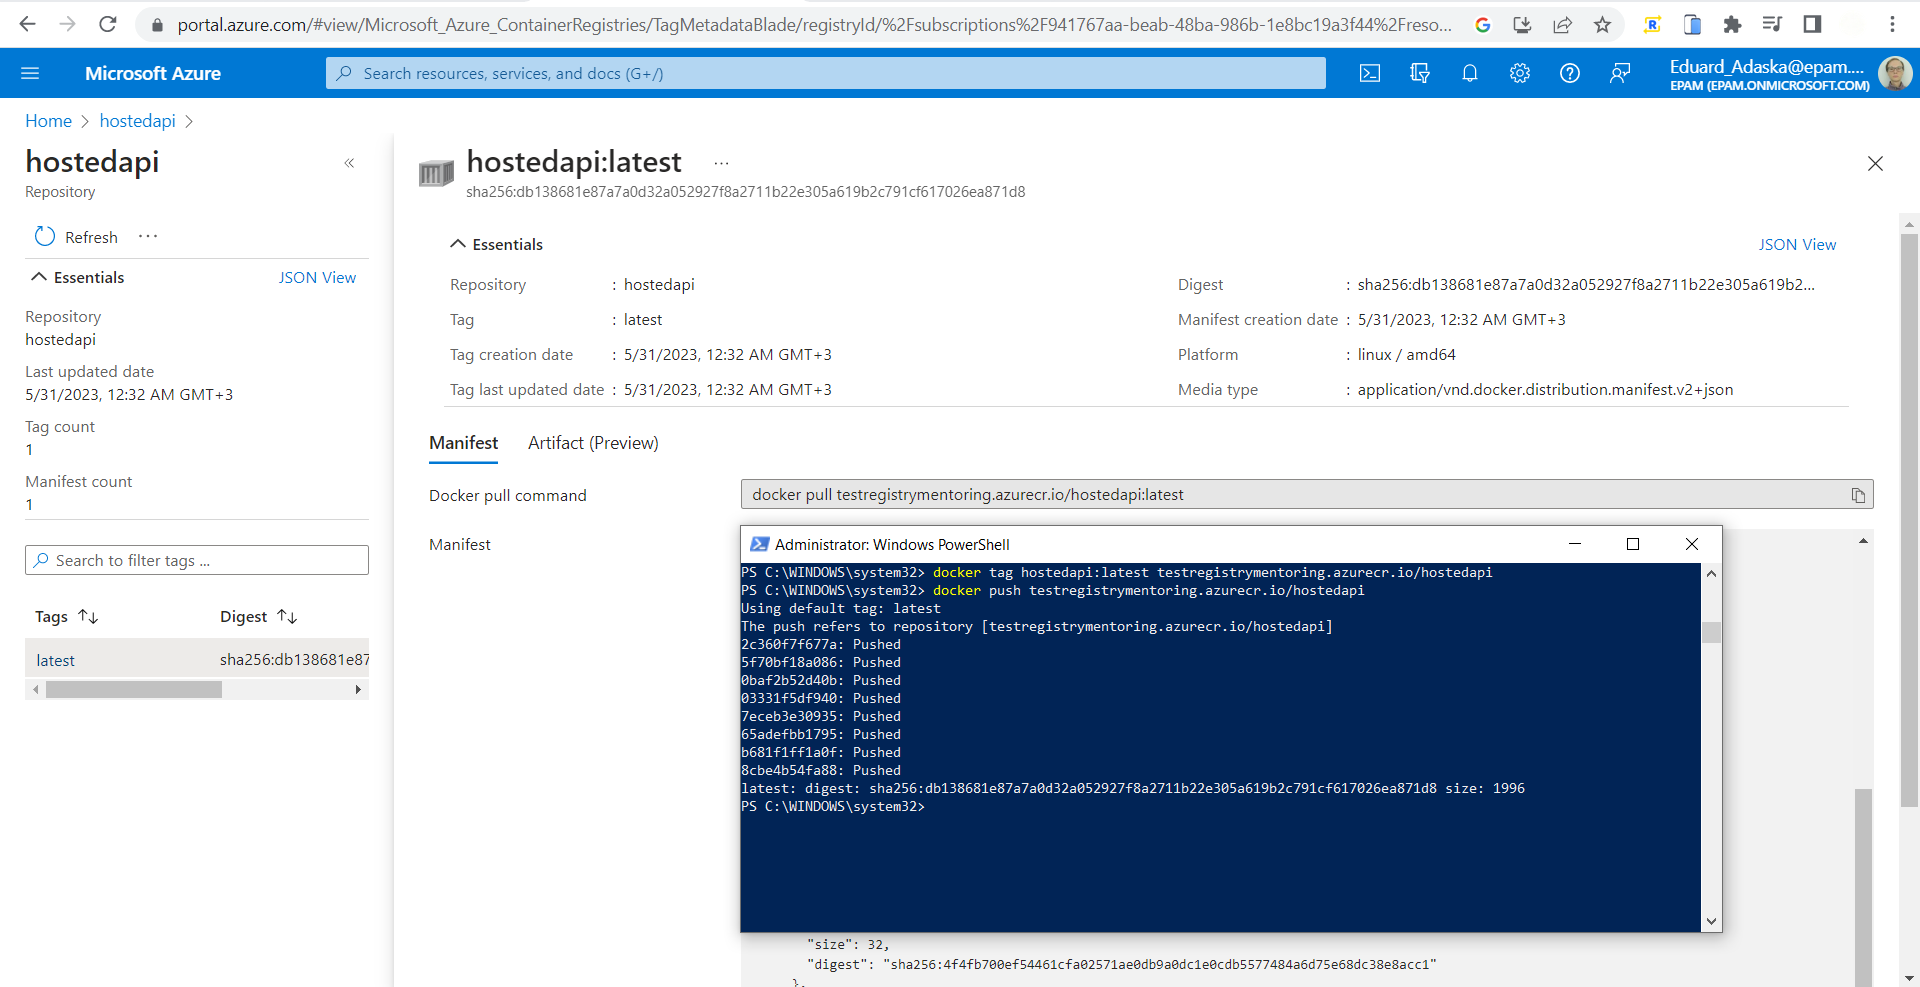 portal.azure.com/#view/Microsoft_Azure_ContainerRegistries/TagMetadataBlade/registryId/%2Fsubscriptions%2F941767aa-beab-48ba-986b-1e8bc19a3f44%2Freso...
Microsoft Azure
Search resources, services, and docs (G+/)
Eduard_Adaska@epam....
EPAM (EPAM.ONMICROSOFT.COM)
Home > hostedapi >
hostedapi
Repository
Refresh ...
Essentials JSON View
Repository
hostedapi
Last updated date
5/31/2023, 12:32 AM GMT+3
Tag count
1
Manifest count
1
Search to filter tags ...
Tags Digest
latest sha256:db138681e87
hostedapi:latest ...
sha256:db138681e87a7a0d32a052927f8a2711b22e305a619b2c791cf617026ea871d8
Essentials JSON View
Repository : hostedapi
Tag : latest
Tag creation date : 5/31/2023, 12:32 AM GMT+3
Tag last updated date : 5/31/2023, 12:32 AM GMT+3
Digest : sha256:db138681e87a7a0d32a052927f8a2711b22e305a619b2...
Manifest creation date : 5/31/2023, 12:32 AM GMT+3
Platform : linux / amd64
Media type : application/vnd.docker.distribution.manifest.v2+json
Manifest Artifact (Preview)
Docker pull command docker pull testregistrymentoring.azurecr.io/hostedapi:latest
Manifest
Administrator: Windows PowerShell
PS C:\WINDOWS\system32> docker tag hostedapi:latest testregistrymentoring.azurecr.io/hostedapi
PS C:\WINDOWS\system32> docker push testregistrymentoring.azurecr.io/hostedapi
Using default tag: latest
The push refers to repository [testregistrymentoring.azurecr.io/hostedapi]
2c360f7f677a: Pushed
5f70bf18a086: Pushed
0baf2b52d40b: Pushed
03331f5df940: Pushed
7eceb3e30935: Pushed
65adefbb1795: Pushed
b681f1ff1a0f: Pushed
8cbe4b54fa88: Pushed
latest: digest: sha256:db138681e87a7a0d32a052927f8a2711b22e305a619b2c791cf617026ea871d8 size: 1996
PS C:\WINDOWS\system32>
"size": 32,
"digest": "sha256:4f4fb700ef54461cfa02571ae0db9a0dc1e0cdb5577484a6d75e68dc38e8acc1"
},